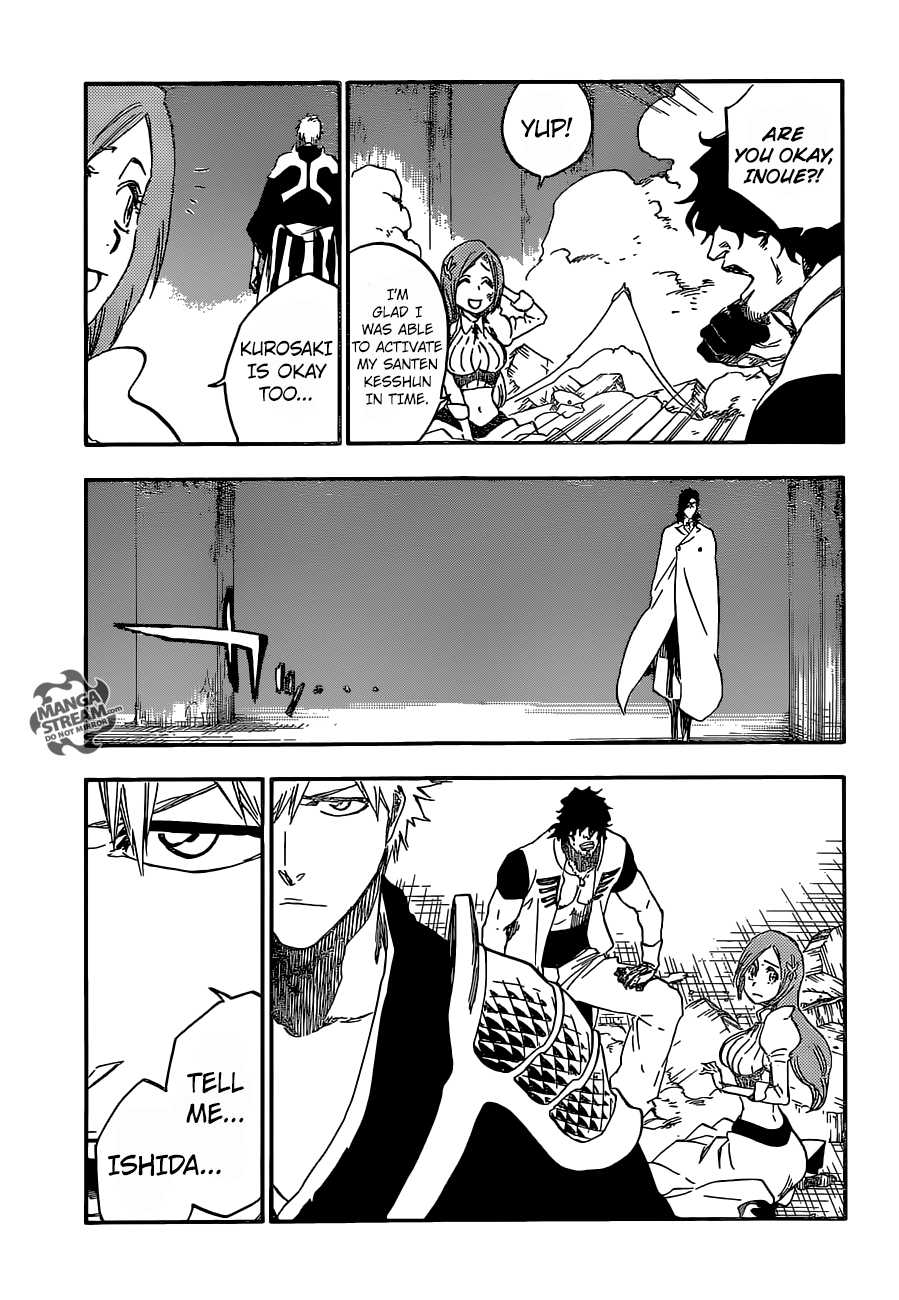 ARE
YOU OKAY,
INOUE?!
YUP!
I'M
GLAD I
WAS ABLE
TO ACTIVATE
MY SANTEN
KESSHUN
IN TIME.
KUROSAKI
IS OKAY
TOO...
MANGA
STREAM.com
DO NOT MIRROR
TELL
ME...
ISHIDA...